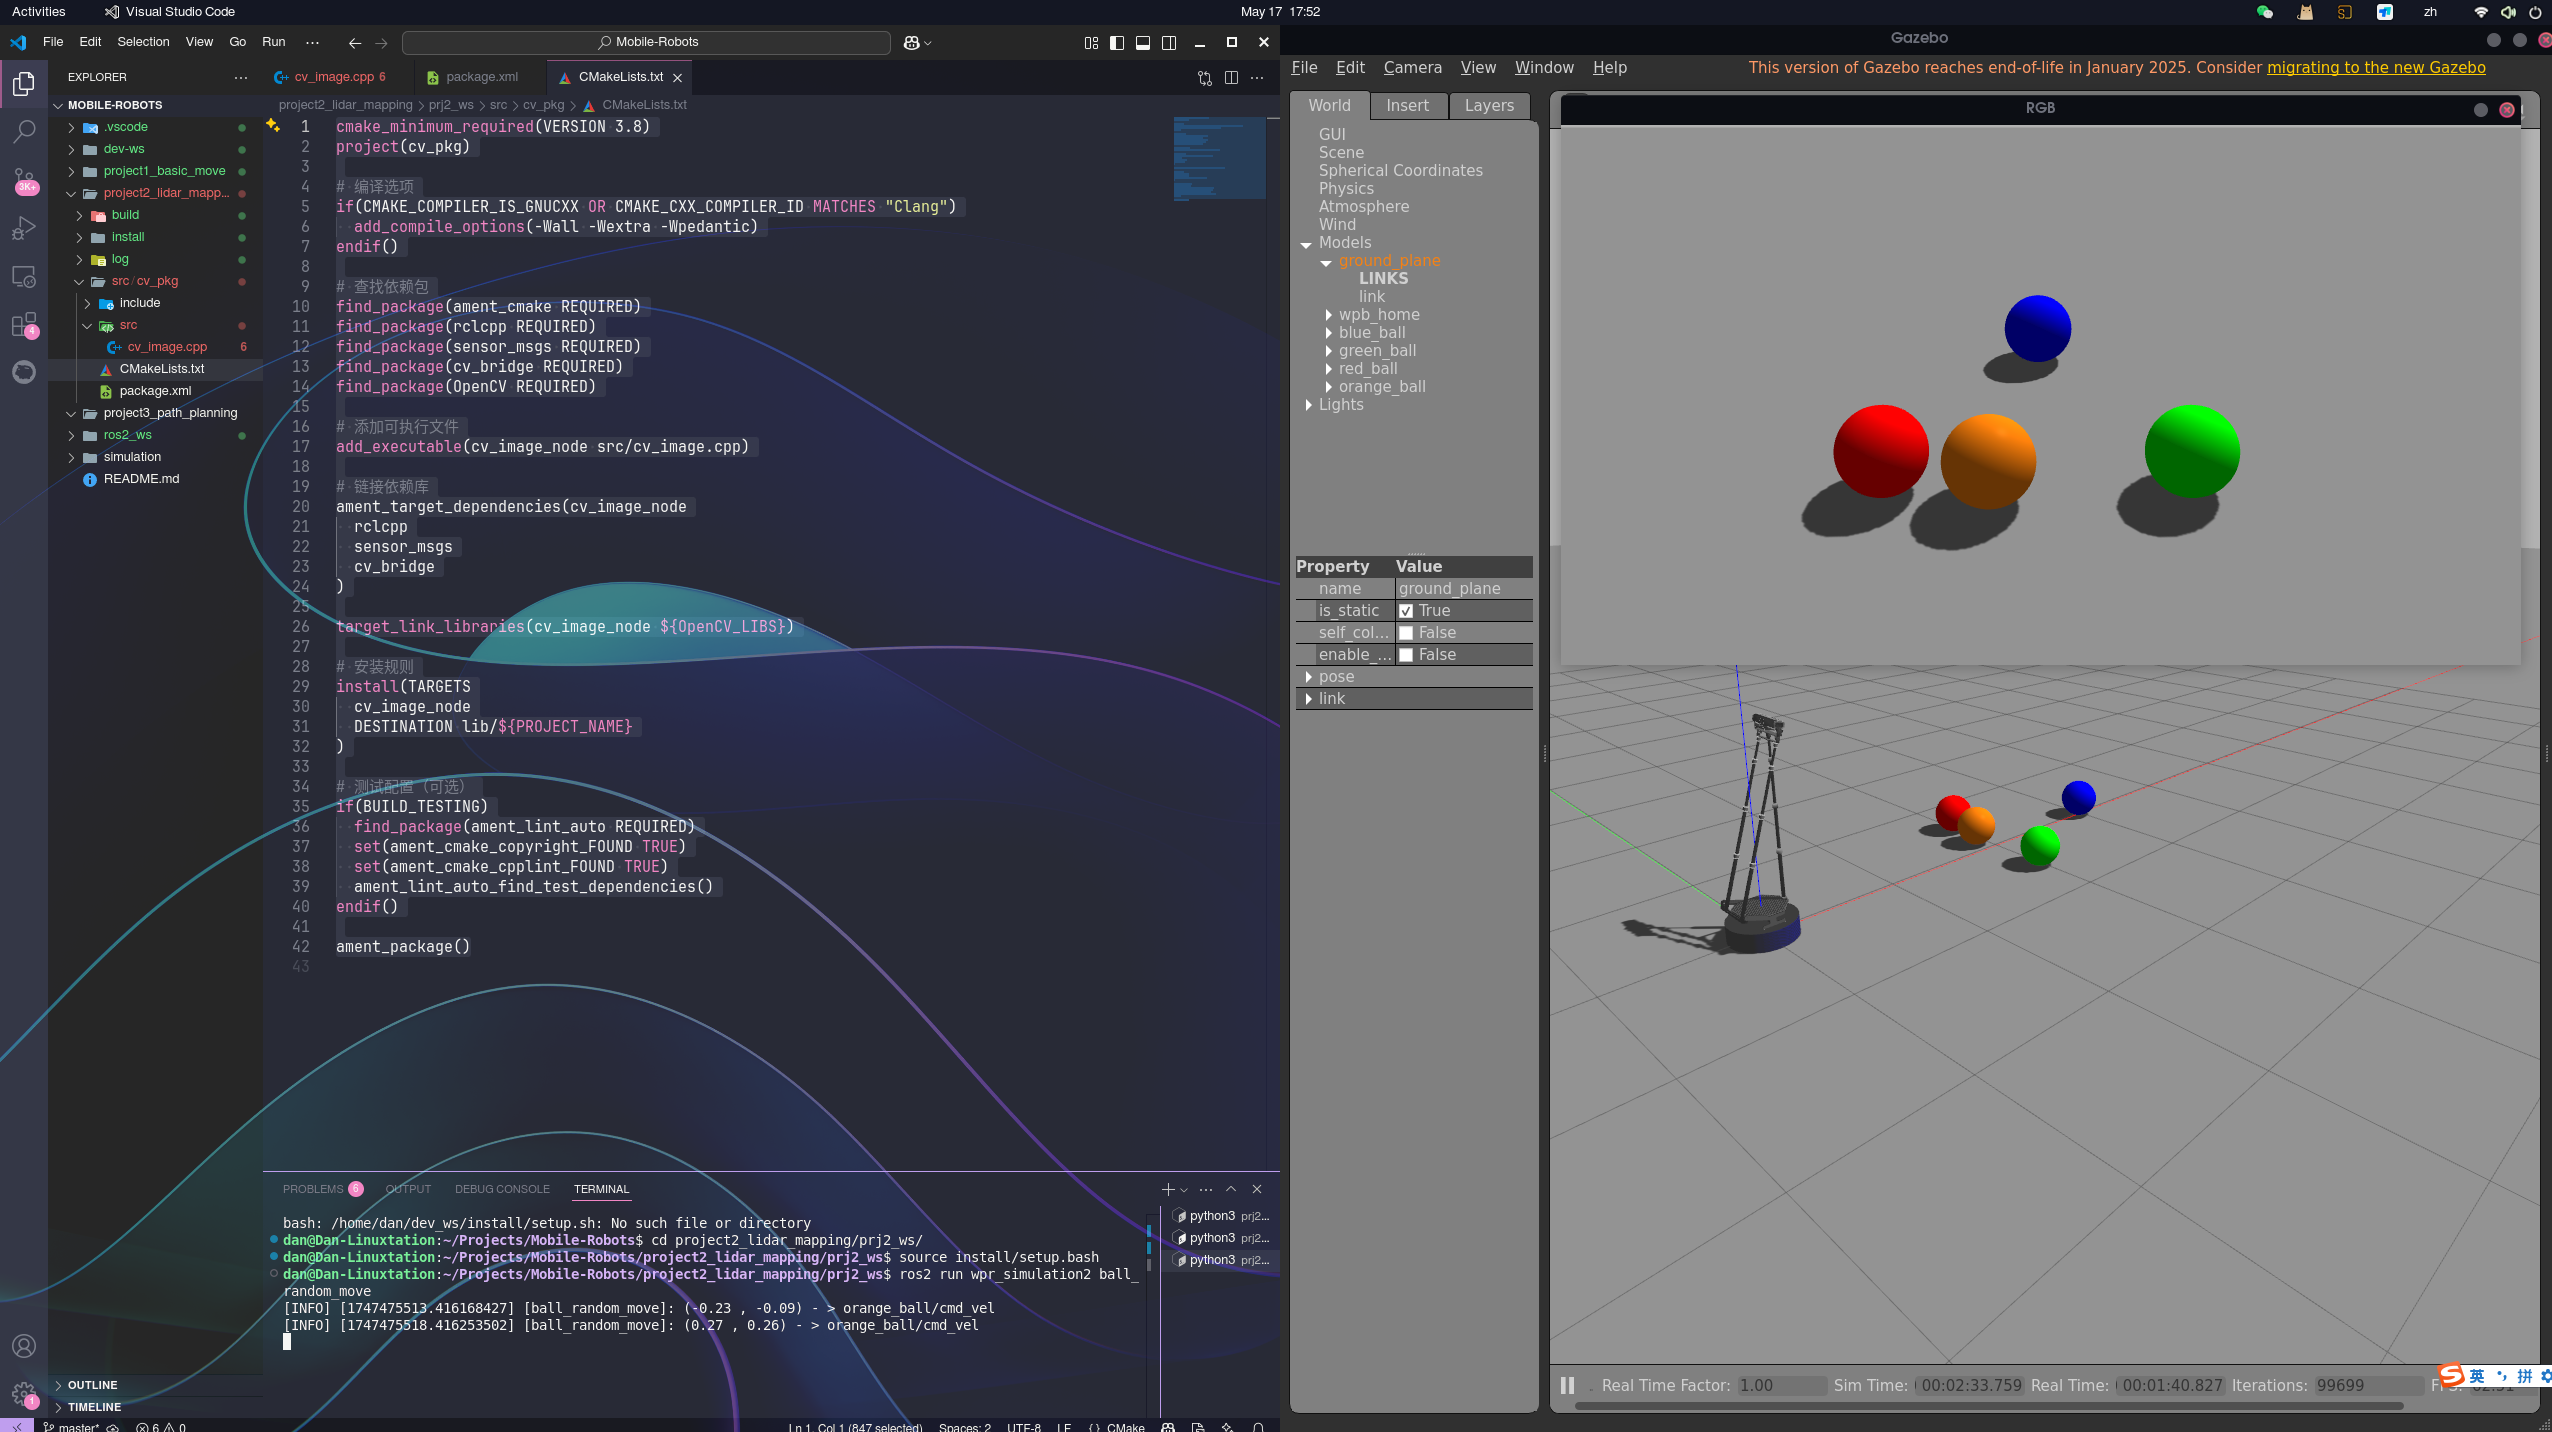 Activities
Visual Studio Code
May 17 17:52
zh
File Edit Selection View Go Run ···
Mobile-Robots
EXPLORER
MOBILE-ROBOTS
.vscode
dev-ws
project1_basic_move
project2_lidar_mapp...
build
install
log
src/cv_pkg
include
src
cv_image.cpp 6
CMakeLists.txt
package.xml
project3_path_planning
ros2_ws
simulation
README.md
OUTLINE
TIMELINE
3K+
4
1
cv_image.cpp 6
package.xml
CMakeLists.txt
project2_lidar_mapping > prj2_ws > src > cv_pkg > CMakeLists.txt
1 cmake_minimum_required(VERSION 3.8)
2 project(cv_pkg)
3
4 # 编译选项
5 if(CMAKE_COMPILER_IS_GNUCXX OR CMAKE_CXX_COMPILER_ID MATCHES "Clang")
6 add_compile_options(-Wall -Wextra -Wpedantic)
7 endif()
8
9 # 查找依赖包
10 find_package(ament_cmake REQUIRED)
11 find_package(rclcpp REQUIRED)
12 find_package(sensor_msgs REQUIRED)
13 find_package(cv_bridge REQUIRED)
14 find_package(OpenCV REQUIRED)
15
16 # 添加可执行文件
17 add_executable(cv_image_node src/cv_image.cpp)
18
19 # 链接依赖库
20 ament_target_dependencies(cv_image_node
21 rclcpp
22 sensor_msgs
23 cv_bridge
24 )
25
26 target_link_libraries(cv_image_node ${OpenCV_LIBS})
27
28 # 安装规则
29 install(TARGETS
30 cv_image_node
31 DESTINATION lib/${PROJECT_NAME}
32 )
33
34 # 测试配置（可选）
35 if(BUILD_TESTING)
36 find_package(ament_lint_auto REQUIRED)
37 set(ament_cmake_copyright_FOUND TRUE)
38 set(ament_cmake_cpplint_FOUND TRUE)
39 ament_lint_auto_find_test_dependencies()
40 endif()
41
42 ament_package()
43
PROBLEMS 6 OUTPUT DEBUG CONSOLE TERMINAL
bash: /home/dan/dev_ws/install/setup.sh: No such file or directory
dan@Dan-Linuxtation:~/Projects/Mobile-Robots$ cd project2_lidar_mapping/prj2_ws/
dan@Dan-Linuxtation:~/Projects/Mobile-Robots/project2_lidar_mapping/prj2_ws$ source install/setup.bash
dan@Dan-Linuxtation:~/Projects/Mobile-Robots/project2_lidar_mapping/prj2_ws$ ros2 run wpr_simulation2 ball_
random_move
[INFO] [1747475513.416168427] [ball_random_move]: (-0.23 , -0.09) - > orange_ball/cmd_vel
[INFO] [1747475518.416253502] [ball_random_move]: (0.27 , 0.26) - > orange_ball/cmd_vel
python3 prj2...
python3 prj2...
python3 prj2...
master* 6 0
Ln 1, Col 1 (847 selected) Spaces: 2 UTF-8 LF {} CMake
Gazebo
File Edit Camera View Window Help
This version of Gazebo reaches end-of-life in January 2025. Consider migrating to the new Gazebo
World Insert Layers
GUI
Scene
Spherical Coordinates
Physics
Atmosphere
Wind
Models
ground_plane
LINKS
link
wpb_home
blue_ball
green_ball
red_ball
orange_ball
Lights
Property Value
name ground_plane
is_static True
self_col... False
enable_... False
pose
link
RGB
Real Time Factor: 1.00 Sim Time: 00:02:33.759 Real Time: 00:01:40.827 Iterations: 99699
英 拼